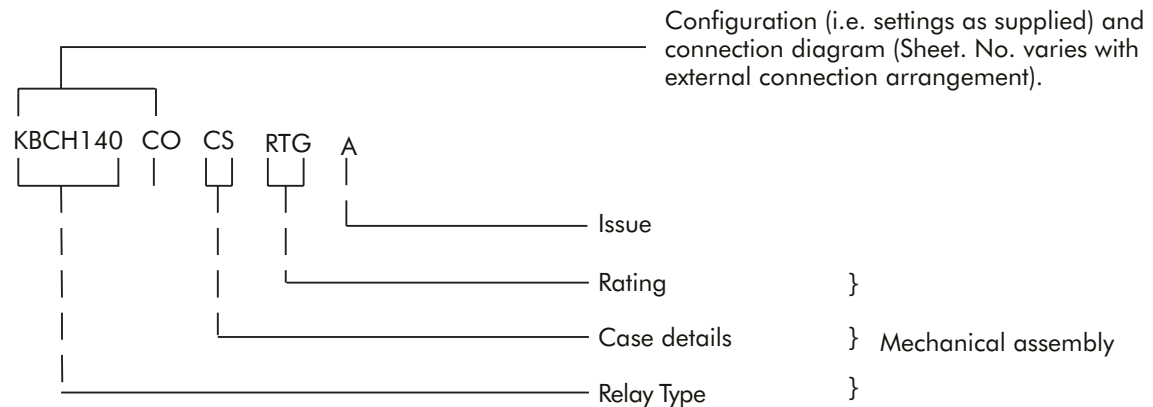 Configuration (i.e. settings as supplied) and
connection diagram (Sheet. No. varies with
external connection arrangement).
KBCH140 CO CS RTG A
Issue
Rating }
Case details } Mechanical assembly
Relay Type }